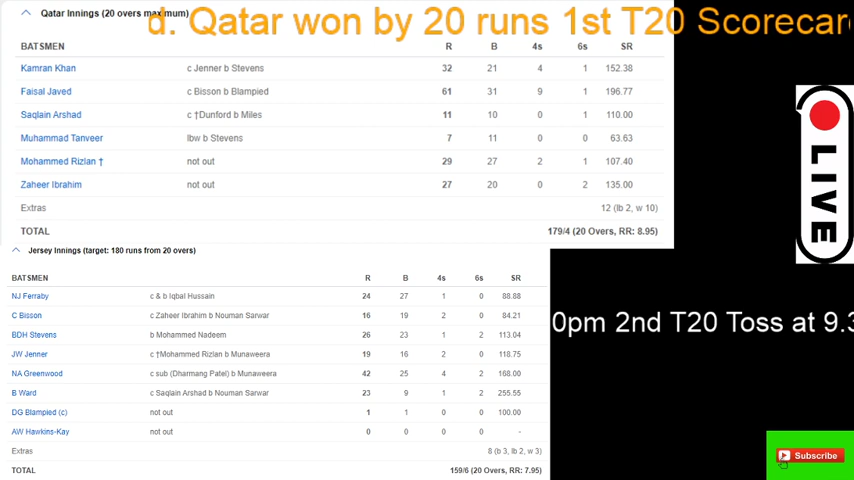 Qatar Innings (20 overs maximum)
d. Qatar won by 20 runs 1st T20 Scorecar
BATSMEN R B 4s 6s SR
Kamran Khan c Jenner b Stevens 32 21 4 1 152.38
Faisal Javed c Bisson b Blampied 61 31 9 1 196.77
Saqlain Arshad c †Dunford b Miles 11 10 0 1 110.00
Muhammad Tanveer lbw b Stevens 7 11 0 0 63.63
Mohammed Rizlan † not out 29 27 2 1 107.40
Zaheer Ibrahim not out 27 20 0 2 135.00
Extras 12 (lb 2, w 10)
TOTAL 179/4 (20 Overs, RR: 8.95)
Jersey Innings (target: 180 runs from 20 overs)
BATSMEN R B 4s 6s SR
NJ Ferraby c & b Iqbal Hussain 24 27 1 0 88.88
C Bisson c Zaheer Ibrahim b Nouman Sarwar 16 19 2 0 84.21
BDH Stevens b Mohammed Nadeem 26 23 1 2 113.04
JW Jenner c †Mohammed Rizlan b Munaweera 19 16 2 0 118.75
NA Greenwood c sub (Dharmang Patel) b Munaweera 42 25 4 2 168.00
B Ward c Saqlain Arshad b Nouman Sarwar 23 9 1 2 255.55
DG Blampied (c) not out 1 1 0 0 100.00
AW Hawkins-Kay not out 0 0 0 0 -
Extras 8 (b 3, lb 2, w 3)
TOTAL 159/6 (20 Overs, RR: 7.95)
LIVE
0pm 2nd T20 Toss at 9.3
Subscribe